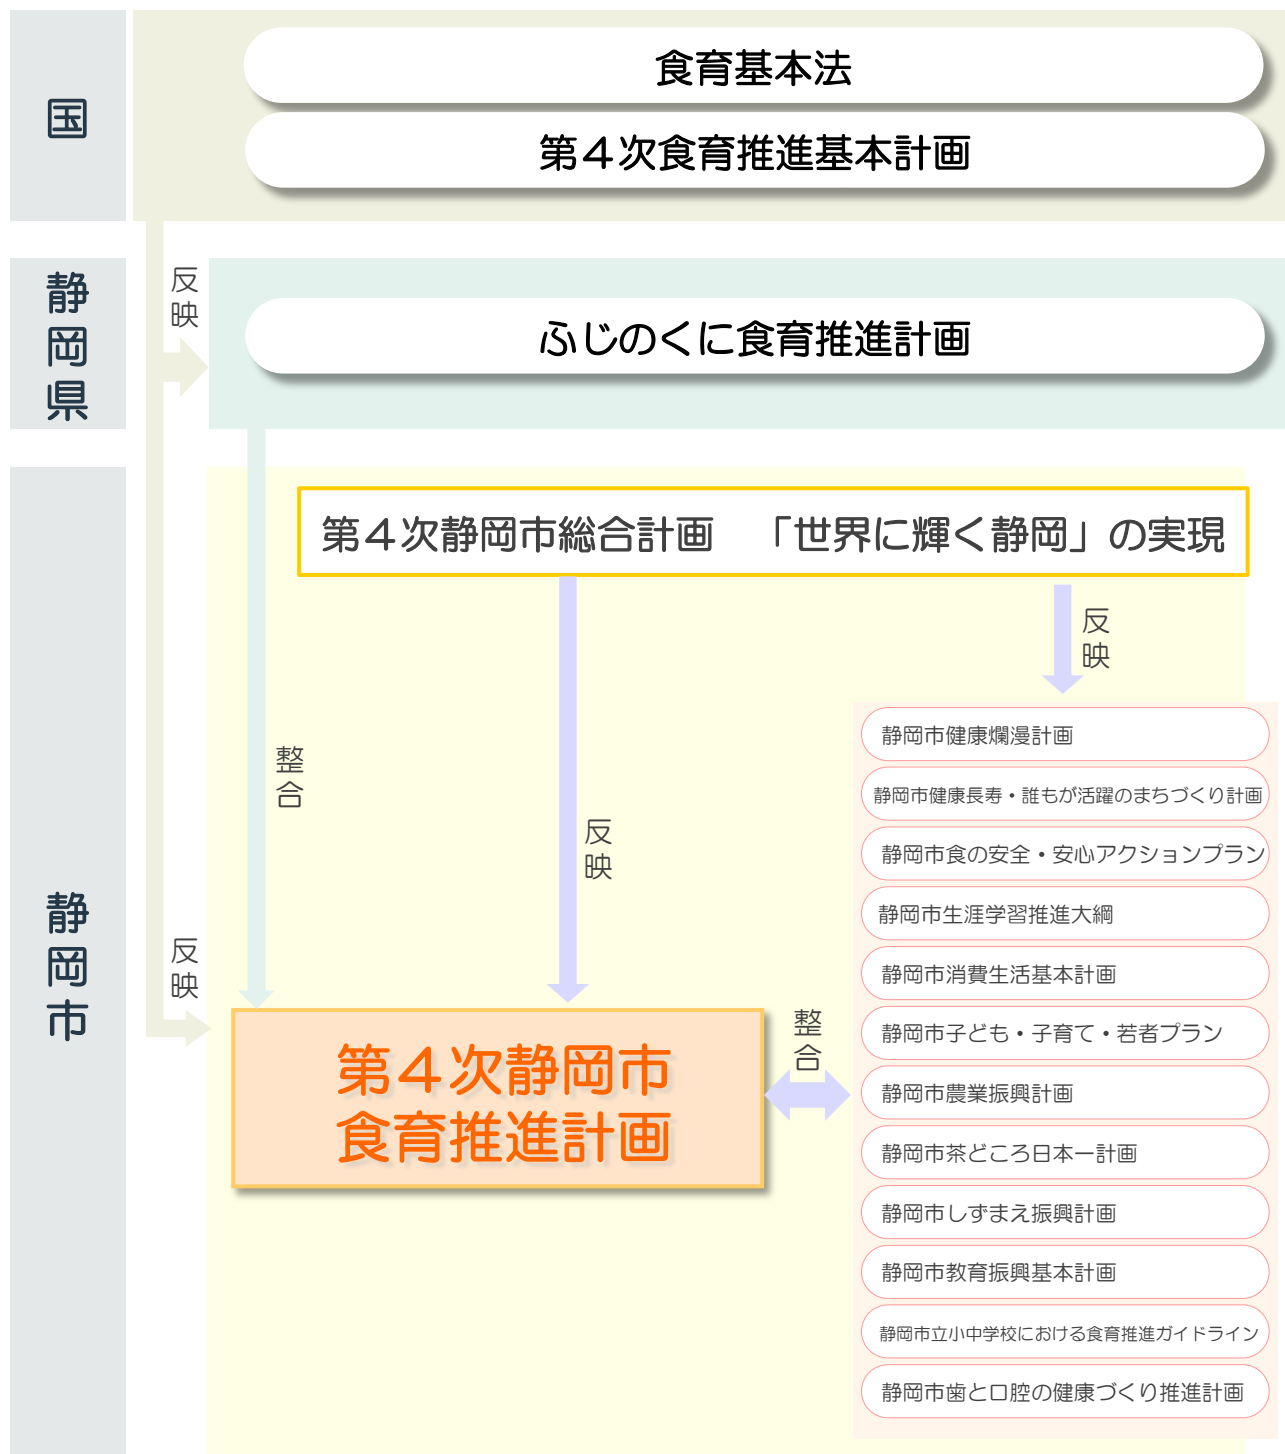 国
食育基本法
第４次食育推進基本計画
反映
静岡県
ふじのくに食育推進計画
静岡市
第４次静岡市総合計画　「世界に輝く静岡」の実現
反映
整合
反映
反映
第４次静岡市
食育推進計画
整合
静岡市健康爛漫計画
静岡市健康長寿・誰もが活躍のまちづくり計画
静岡市食の安全・安心アクションプラン
静岡市生涯学習推進大綱
静岡市消費生活基本計画
静岡市子ども・子育て・若者プラン
静岡市農業振興計画
静岡市茶どころ日本一計画
静岡市しずまえ振興計画
静岡市教育振興基本計画
静岡市立小中学校における食育推進ガイドライン
静岡市歯と口腔の健康づくり推進計画